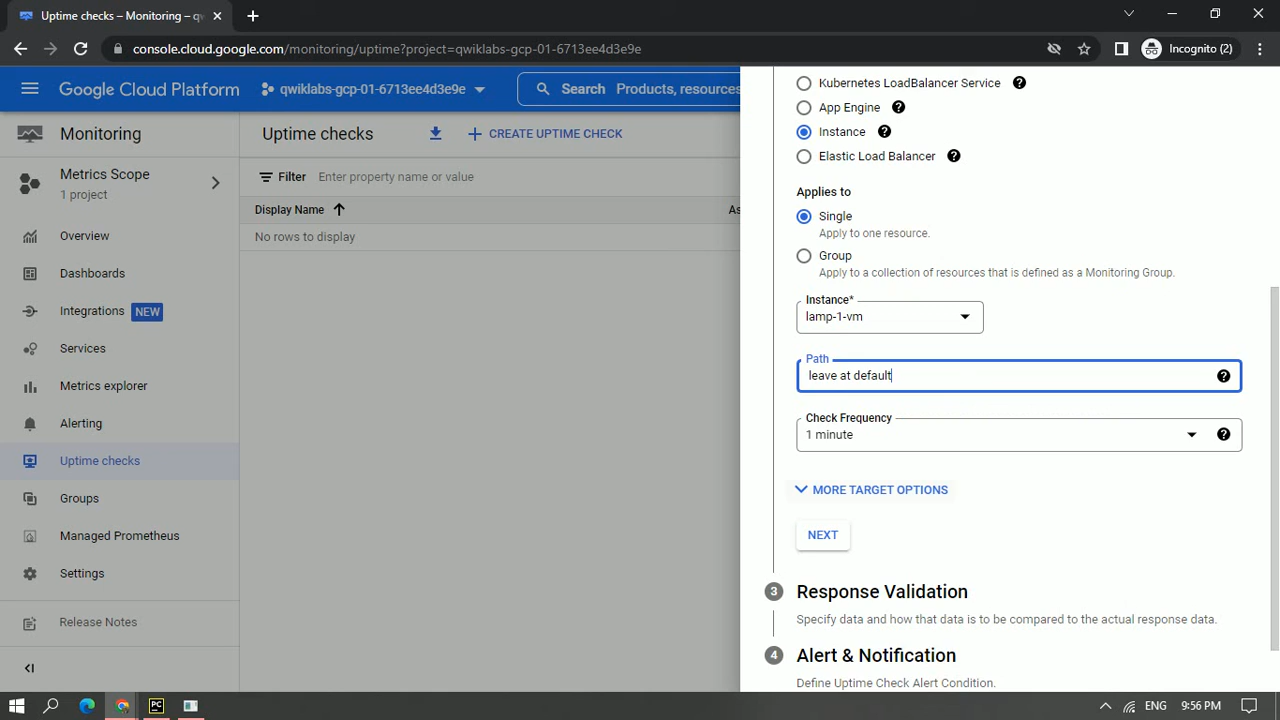 Uptime checks – Monitoring – qw
console.cloud.google.com/monitoring/uptime?project=qwiklabs-gcp-01-6713ee4d3e9e
Incognito (2)
Google Cloud Platform
qwiklabs-gcp-01-6713ee4d3e9e
Search Products, resources
Monitoring
Metrics Scope
1 project
Overview
Dashboards
Integrations NEW
Services
Metrics explorer
Alerting
Uptime checks
Groups
Managed Prometheus
Settings
Release Notes
Uptime checks
CREATE UPTIME CHECK
Filter Enter property name or value
Display Name As
No rows to display
Kubernetes LoadBalancer Service
App Engine
Instance
Elastic Load Balancer
Applies to
Single
Apply to one resource.
Group
Apply to a collection of resources that is defined as a Monitoring Group.
Instance*
lamp-1-vm
Path
leave at default
Check Frequency
1 minute
MORE TARGET OPTIONS
NEXT
3 Response Validation
Specify data and how that data is to be compared to the actual response data.
4 Alert & Notification
Define Uptime Check Alert Condition.
PC
ENG
9:56 PM